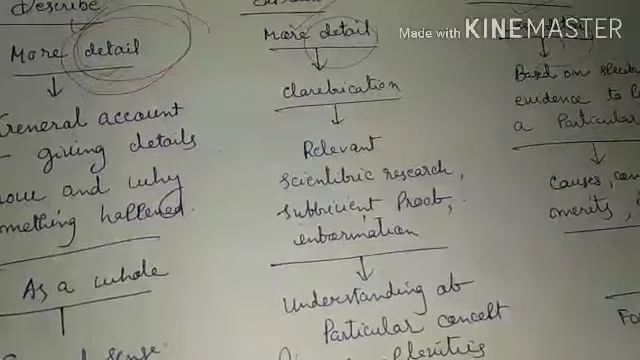 Describe
More detail
General account
giving details
how and why
something happened.
As a whole
sense
More detail
Clarification
Relevant
scientific research,
sufficient Proof,
information
Understanding of
Particular concept
Made with KINEMASTER
Based on
evidence to
a Particular
Causes,
merits,